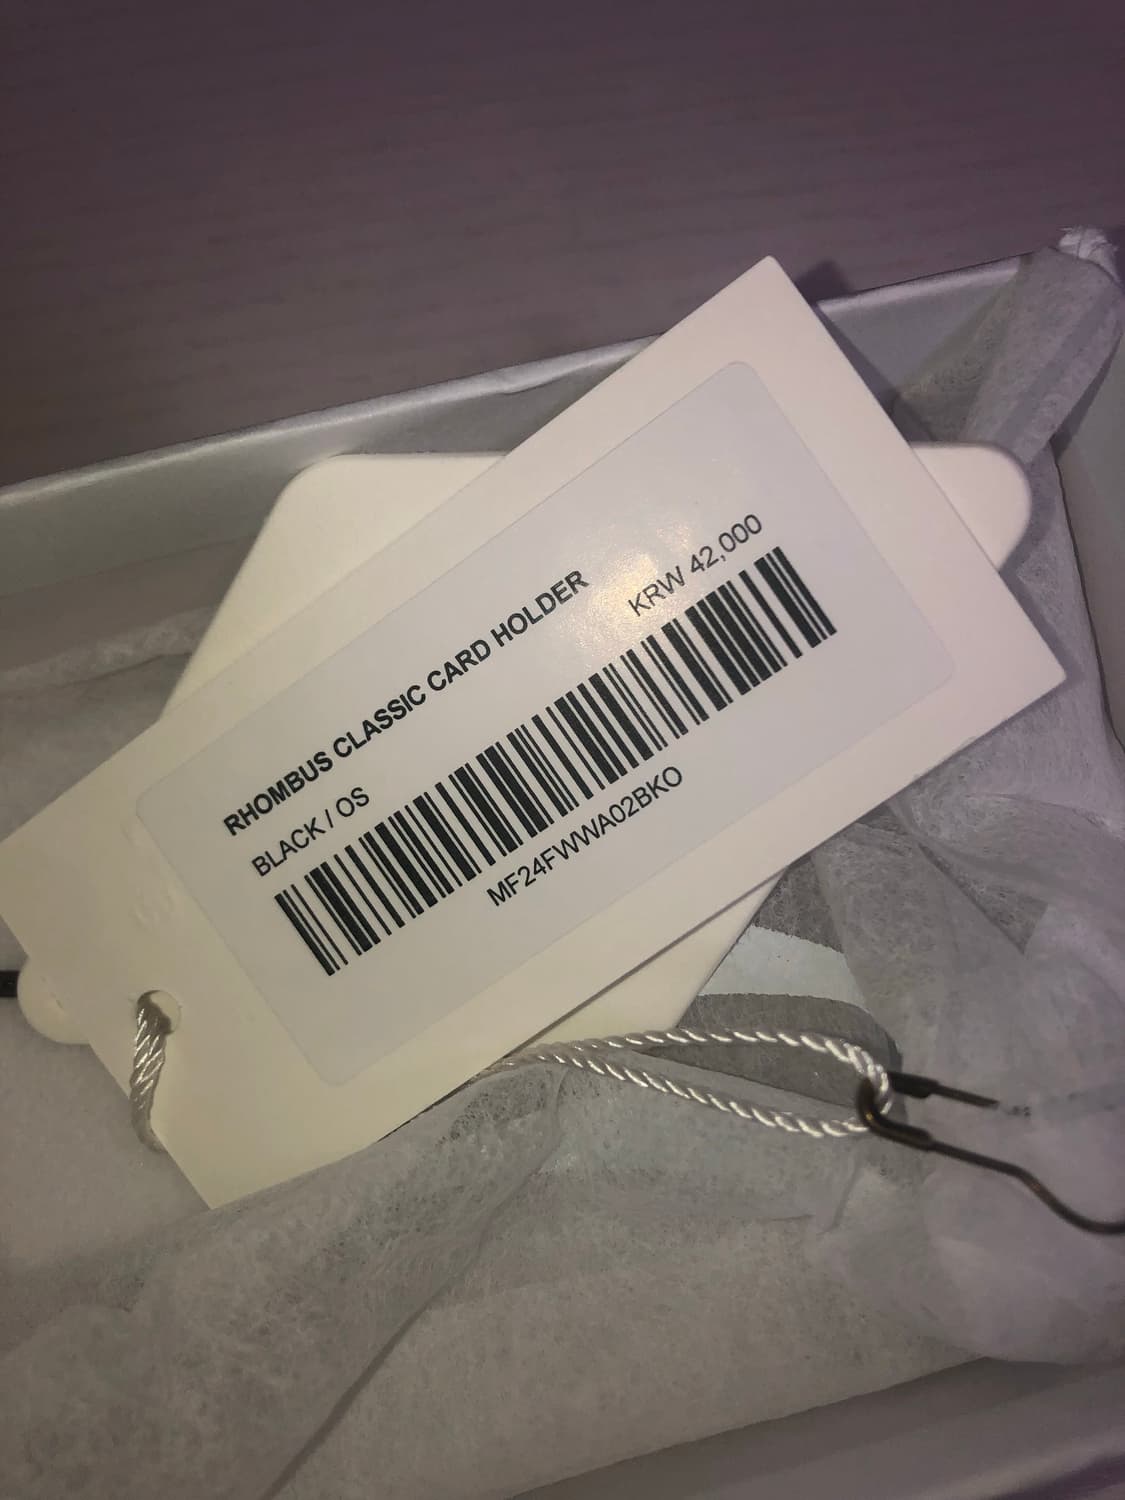 RHOMBUS CLASSIC CARD HOLDER
BLACK / OS
KRW 42,000
MF24FWWA02BKO